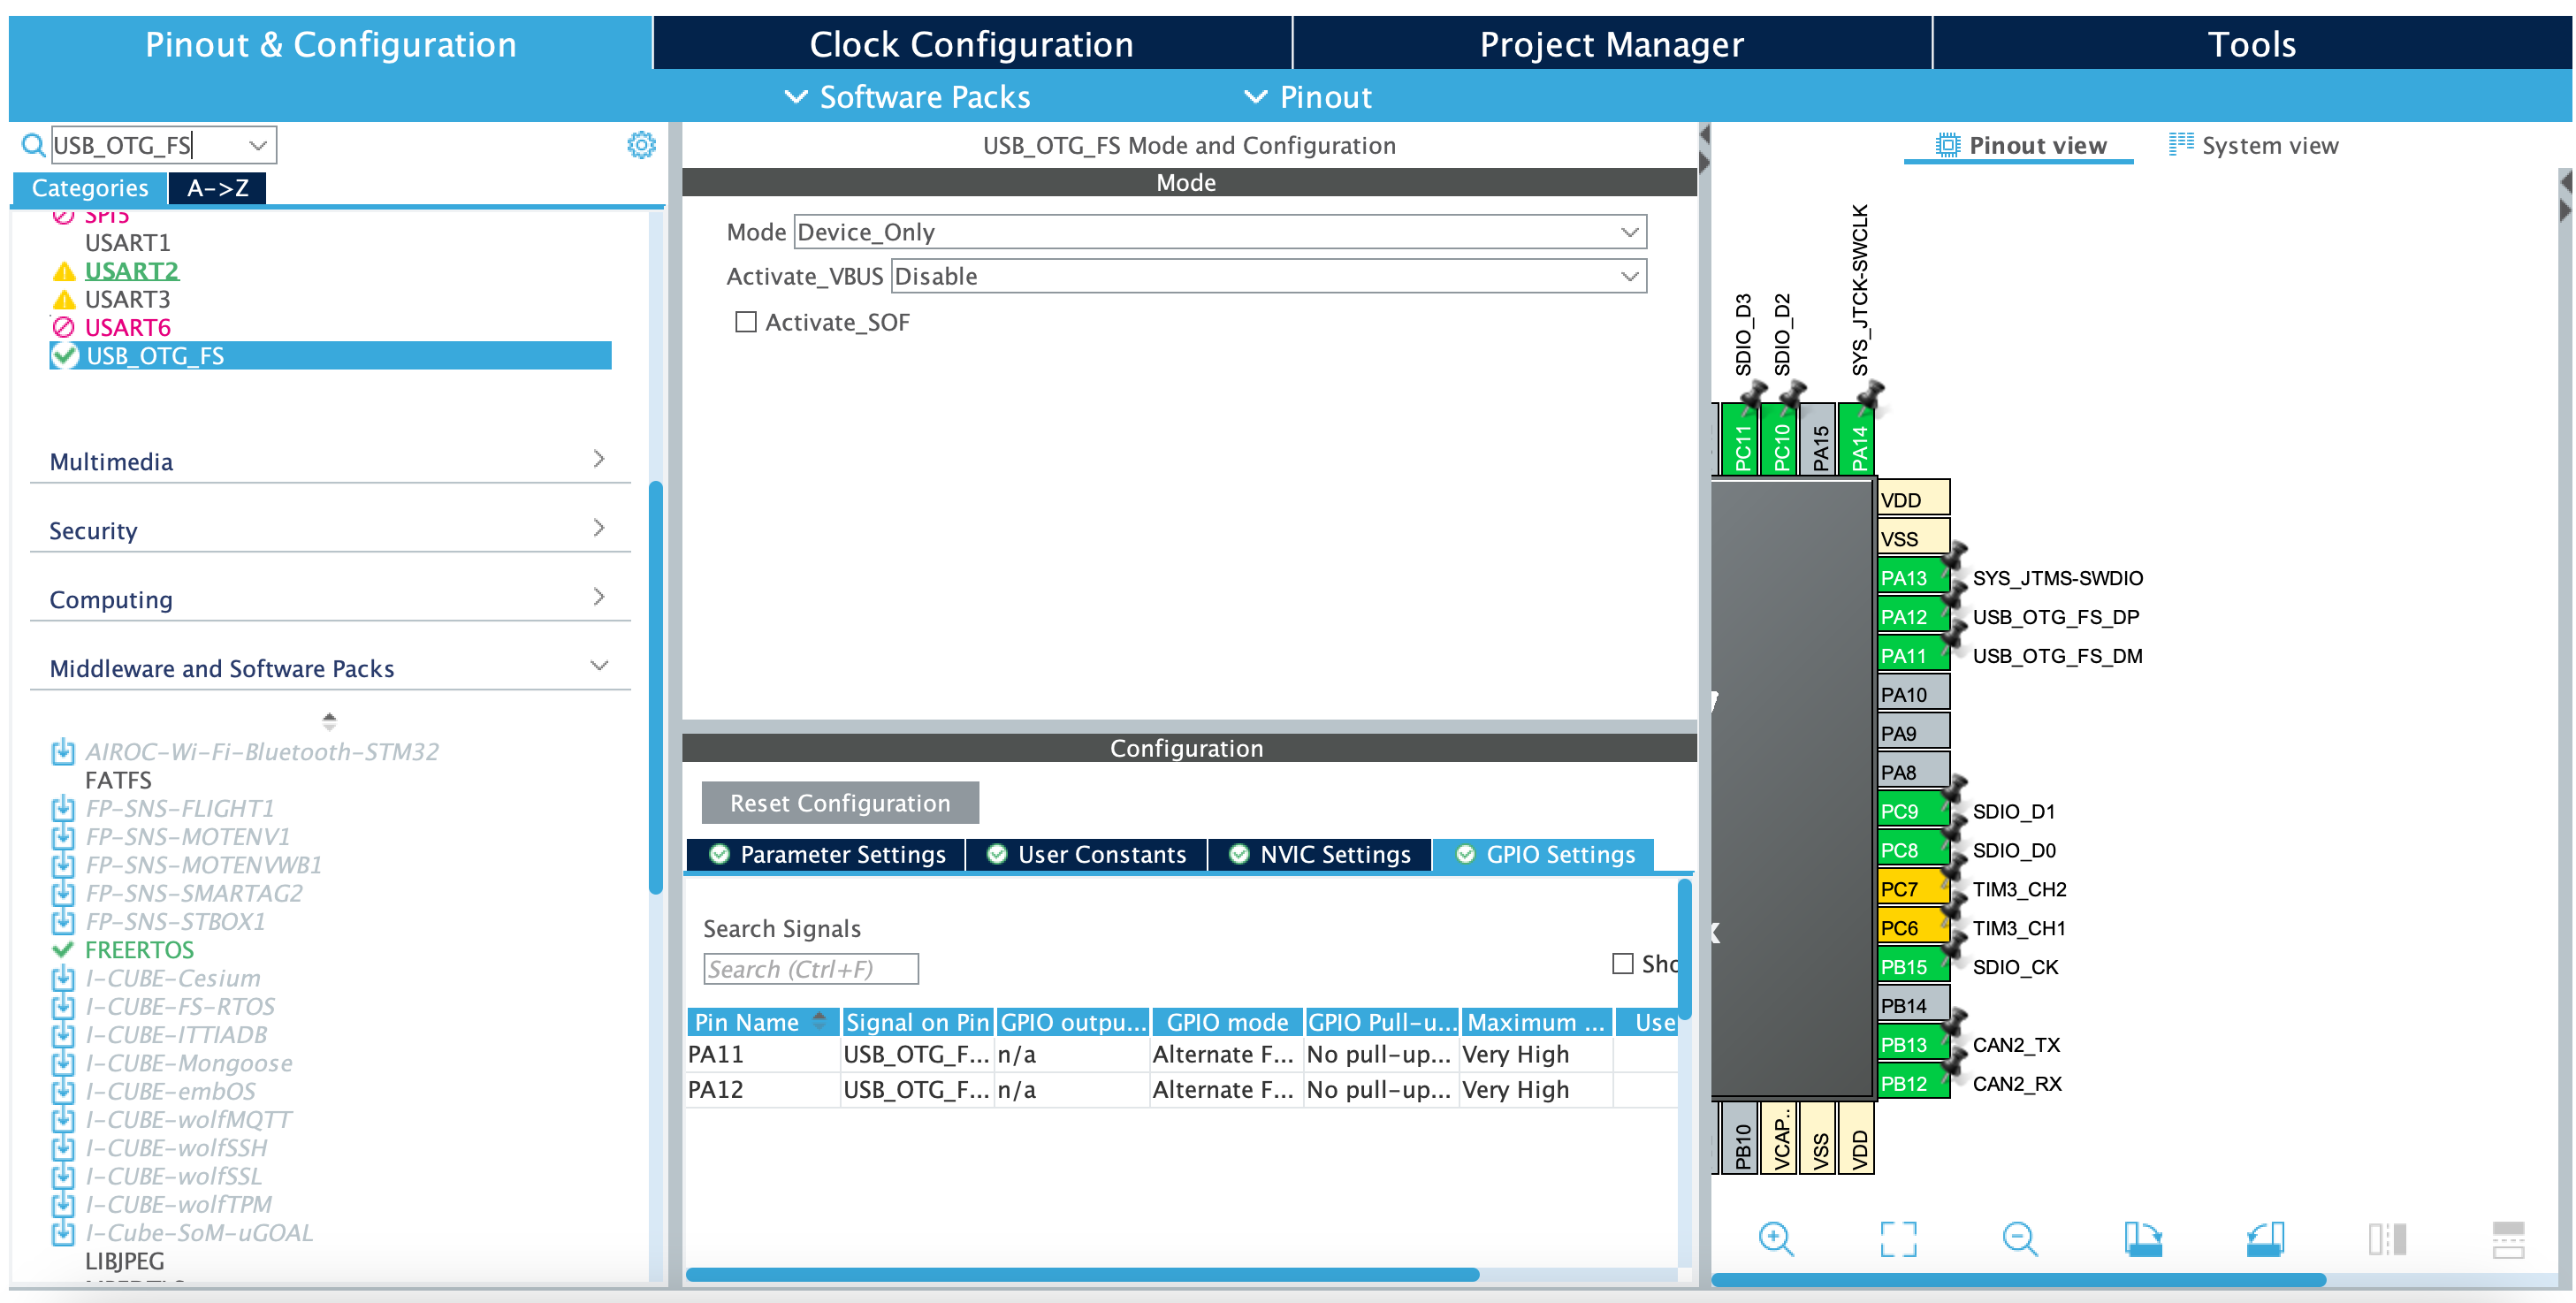 Pinout & Configuration
Clock Configuration
Project Manager
Tools
Software Packs
Pinout
USB_OTG_FS
Categories
A->Z
SPI5
USART1
USART2
USART3
USART6
USB_OTG_FS
Multimedia
Security
Computing
Middleware and Software Packs
AIROC-Wi-Fi-Bluetooth-STM32
FATFS
FP-SNS-FLIGHT1
FP-SNS-MOTENV1
FP-SNS-MOTENVWB1
FP-SNS-SMARTAG2
FP-SNS-STBOX1
FREERTOS
I-CUBE-Cesium
I-CUBE-FS-RTOS
I-CUBE-ITTIADB
I-CUBE-Mongoose
I-CUBE-embOS
I-CUBE-wolfMQTT
I-CUBE-wolfSSH
I-CUBE-wolfSSL
I-CUBE-wolfTPM
I-Cube-SoM-uGOAL
LIBJPEG
USB_OTG_FS Mode and Configuration
Mode
Mode Device_Only
Activate_VBUS Disable
Activate_SOF
Configuration
Reset Configuration
Parameter Settings
User Constants
NVIC Settings
GPIO Settings
Search Signals
Search (Ctrl+F)
Sho
Pin Name Signal on Pin GPIO outpu... GPIO mode GPIO Pull-u... Maximum ... Use
PA11 USB_OTG_F... n/a Alternate F... No pull-up... Very High
PA12 USB_OTG_F... n/a Alternate F... No pull-up... Very High
Pinout view
System view
SDIO_D3
SDIO_D2
SYS_JTCK-SWCLK
PC11
PC10
PA15
PA14
VDD
VSS
PA13 SYS_JTMS-SWDIO
PA12 USB_OTG_FS_DP
PA11 USB_OTG_FS_DM
PA10
PA9
PA8
PC9 SDIO_D1
PC8 SDIO_D0
PC7 TIM3_CH2
PC6 TIM3_CH1
PB15 SDIO_CK
PB14
PB13 CAN2_TX
PB12 CAN2_RX
PB10
VCAP..
VSS
VDD